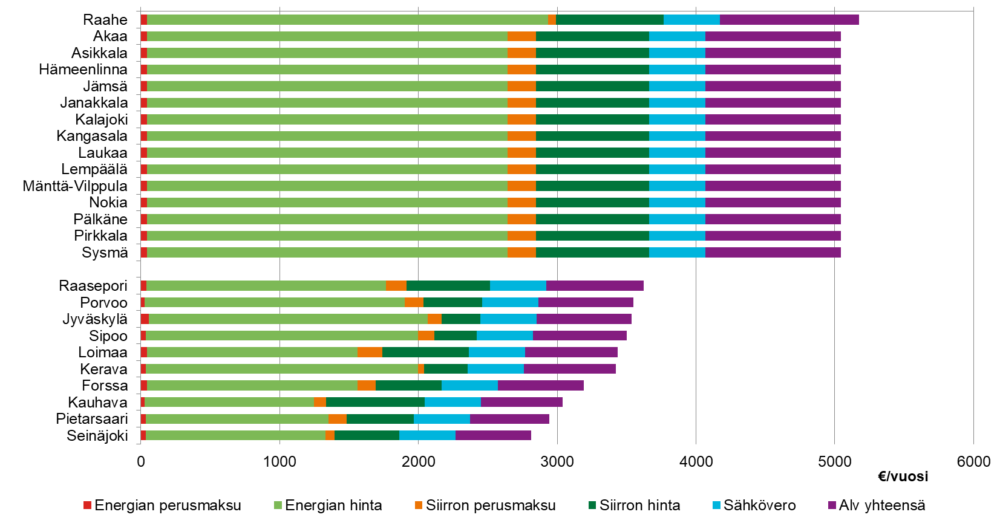 Raahe
Akaa
Asikkala
Hämeenlinna
Jämsä
Janakkala
Kalajoki
Kangasala
Laukaa
Lempäälä
Mänttä-Vilppula
Nokia
Pälkäne
Pirkkala
Sysmä
Raasepori
Porvoo
Jyväskylä
Sipoo
Loimaa
Kerava
Forssa
Kauhava
Pietarsaari
Seinäjoki
0 1000 2000 3000 4000 5000 6000
€/vuosi
Energian perusmaksu Energian hinta Siirron perusmaksu Siirron hinta Sähkövero Alv yhteensä